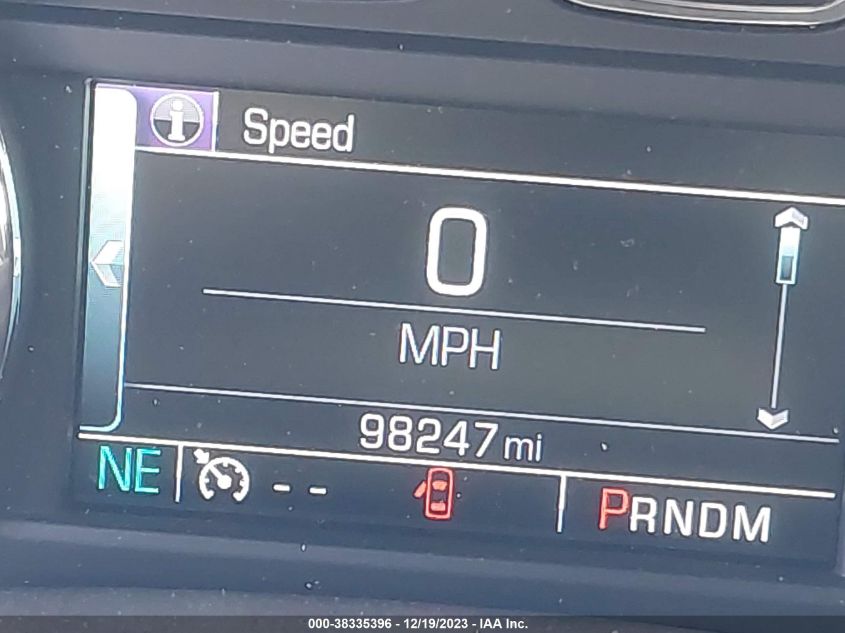 Speed
0
MPH
98247 mi
NE -- PRNDM
000-38335396 - 12/19/2023 - IAA Inc.